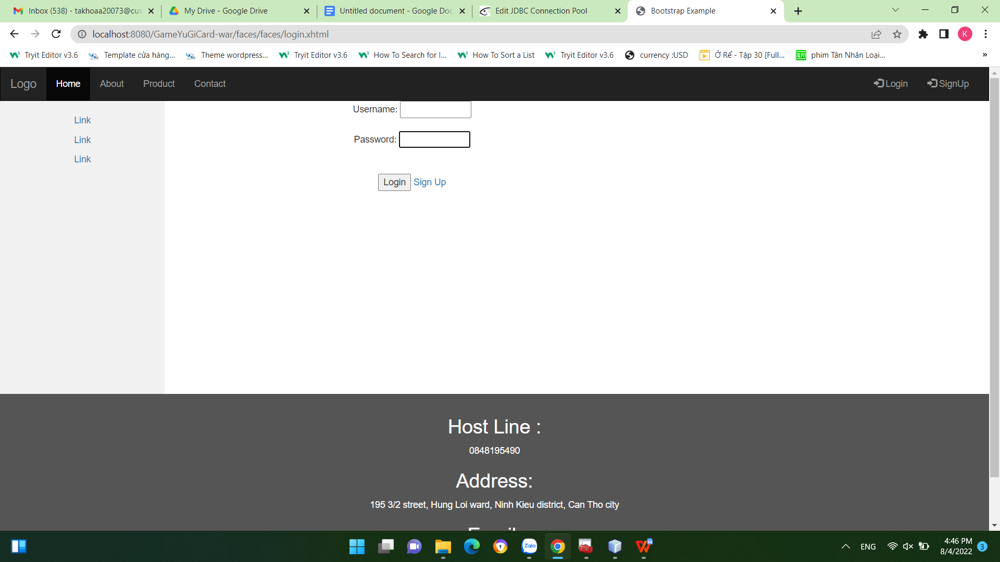 Inbox (538) - takhoaa20073@cus
My Drive - Google Drive
Untitled document - Google Doc
Edit JDBC Connection Pool
Bootstrap Example
localhost:8080/GameYuGiCard-war/faces/faces/login.xhtml
K
Tryit Editor v3.6
Template cửa hàng...
Theme wordpress...
Tryit Editor v3.6
How To Search for I...
How To Sort a List
Tryit Editor v3.6
currency :USD
Ở Rể - Tập 30 [Full...
phim Tân Nhân Loại...
»
Logo
Home
About
Product
Contact
Login
SignUp
Link
Link
Link
Username:
Password:
Login Sign Up
Host Line :
0848195490
Address:
195 3/2 street, Hung Loi ward, Ninh Kieu district, Can Tho city
Zalo
ENG
4:46 PM
8/4/2022
3